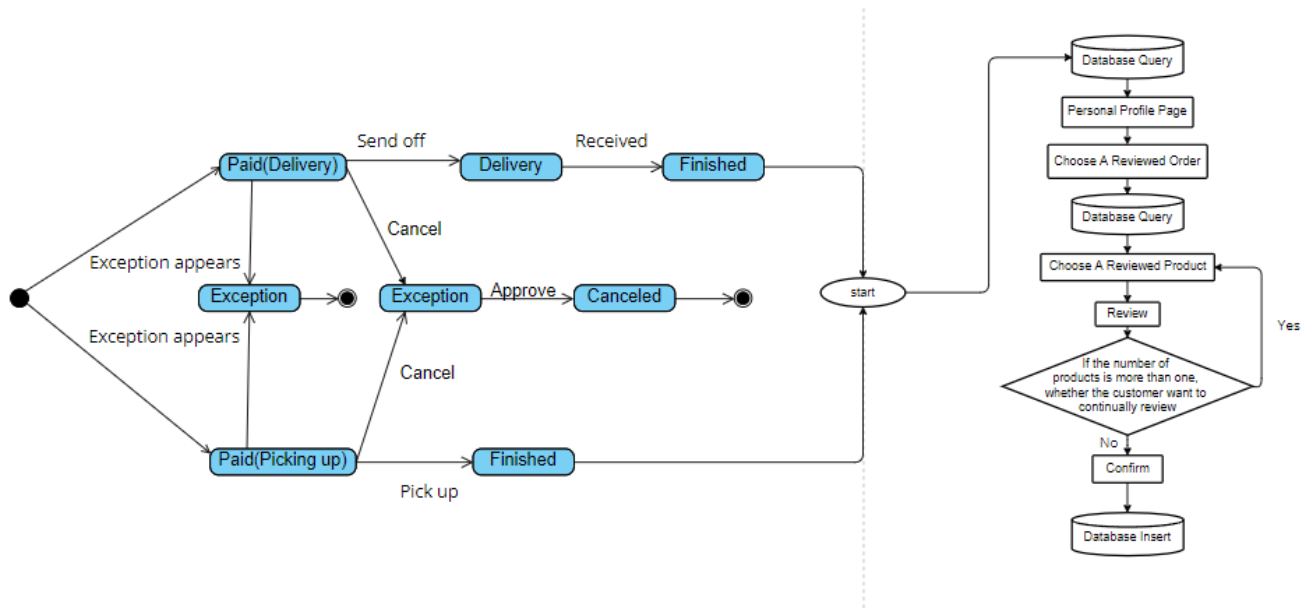 Send off
Received
Paid(Delivery)
Delivery
Finished
Cancel
Exception appears
Exception
Exception
Approve
Canceled
Exception appears
Cancel
Paid(Picking up)
Finished
Pick up
start
Database Query
Personal Profile Page
Choose A Reviewed Order
Database Query
Choose A Reviewed Product
Review
Yes
If the number of
products is more than one,
whether the customer want to
continually review
No
Confirm
Database Insert